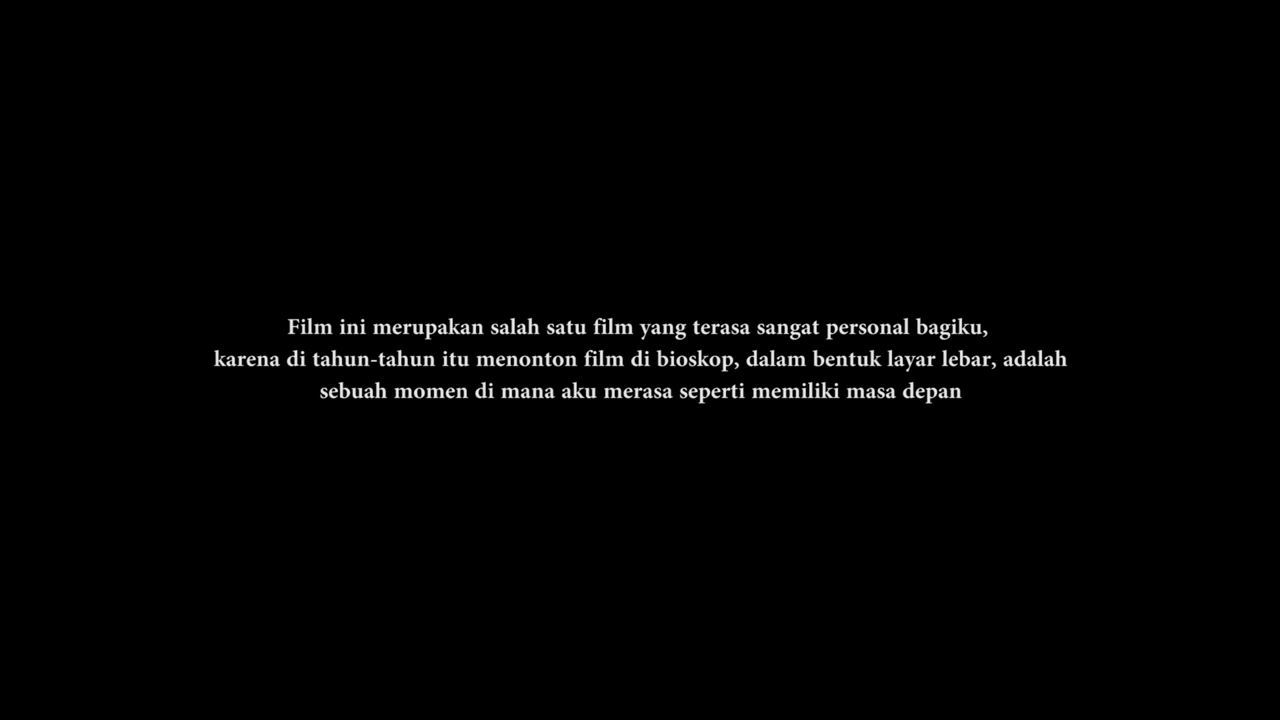 Film ini merupakan salah satu film yang terasa sangat personal bagiku,
karena di tahun-tahun itu menonton film di bioskop, dalam bentuk layar lebar, adalah
sebuah momen di mana aku merasa seperti memiliki masa depan